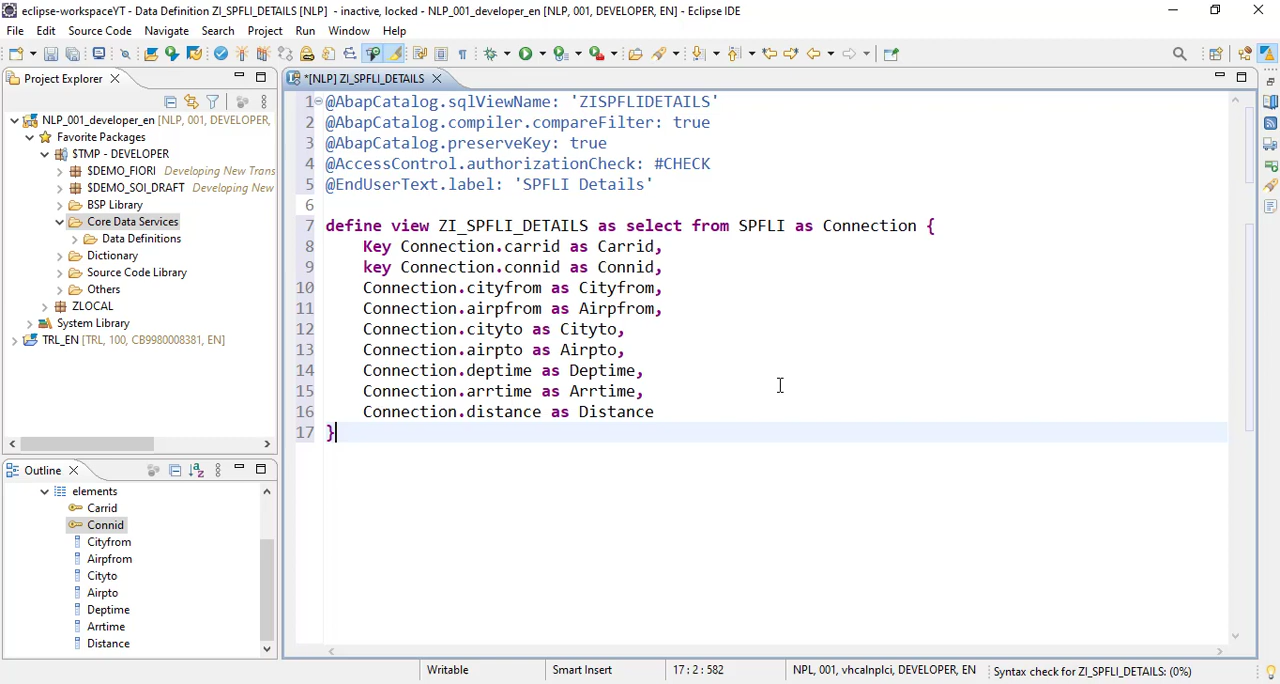 eclipse-workspaceYT - Data Definition ZI_SPFLI_DETAILS [NLP]  - inactive, locked - NLP_001_developer_en [NLP, 001, DEVELOPER, EN] - Eclipse IDE
File Edit Source Code Navigate Search Project Run Window Help
Project Explorer
NLP_001_developer_en [NLP, 001, DEVELOPER,
Favorite Packages
$TMP - DEVELOPER
$DEMO_FIORI Developing New Trans
$DEMO_SOI_DRAFT Developing New
BSP Library
Core Data Services
Data Definitions
Dictionary
Source Code Library
Others
ZLOCAL
System Library
TRL_EN [TRL, 100, CB9980008381, EN]
Outline
elements
Carrid
Connid
Cityfrom
Airpfrom
Cityto
Airpto
Deptime
Arrtime
Distance
*[NLP] ZI_SPFLI_DETAILS
1 @AbapCatalog.sqlViewName: 'ZISPFLIDETAILS'
2 @AbapCatalog.compiler.compareFilter: true
3 @AbapCatalog.preserveKey: true
4 @AccessControl.authorizationCheck: #CHECK
5 @EndUserText.label: 'SPFLI Details'
6
7 define view ZI_SPFLI_DETAILS as select from SPFLI as Connection {
8 Key Connection.carrid as Carrid,
9 key Connection.connid as Connid,
10 Connection.cityfrom as Cityfrom,
11 Connection.airpfrom as Airpfrom,
12 Connection.cityto as Cityto,
13 Connection.airpto as Airpto,
14 Connection.deptime as Deptime,
15 Connection.arrtime as Arrtime,
16 Connection.distance as Distance
17 }
Writable Smart Insert 17 : 2 : 582 NPL, 001, vhcalnplci, DEVELOPER, EN Syntax check for ZI_SPFLI_DETAILS: (0%)